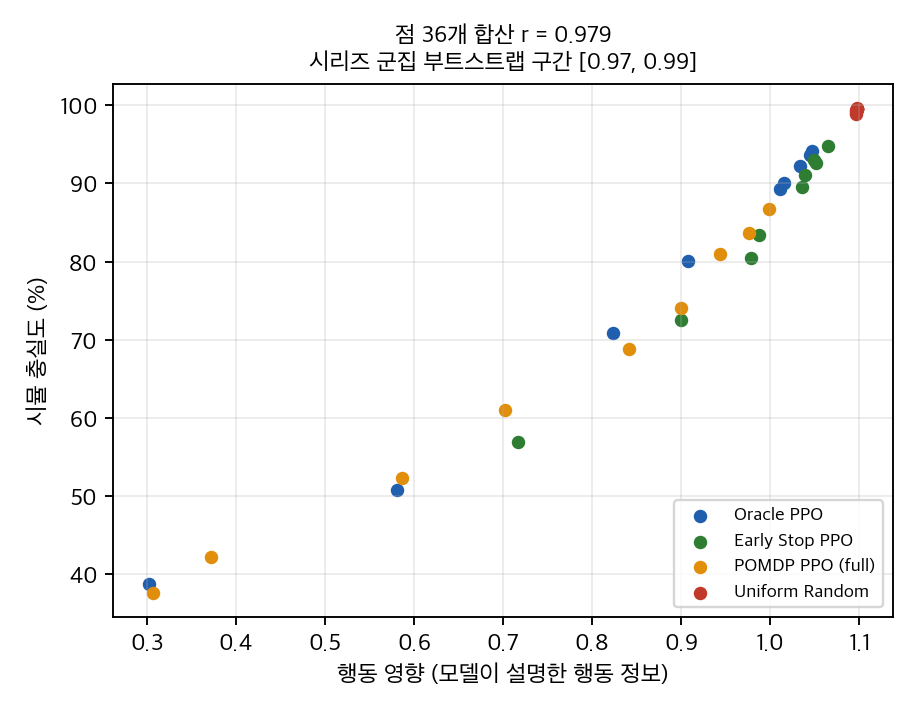 점 36개 합산 r = 0.979
시리즈 군집 부트스트랩 구간 [0.97, 0.99]
시뮬 충실도 (%)
100
90
80
70
60
50
40
0.3
0.4
0.5
0.6
0.7
0.8
0.9
1.0
1.1
행동 영향 (모델이 설명한 행동 정보)
Oracle PPO
Early Stop PPO
POMDP PPO (full)
Uniform Random